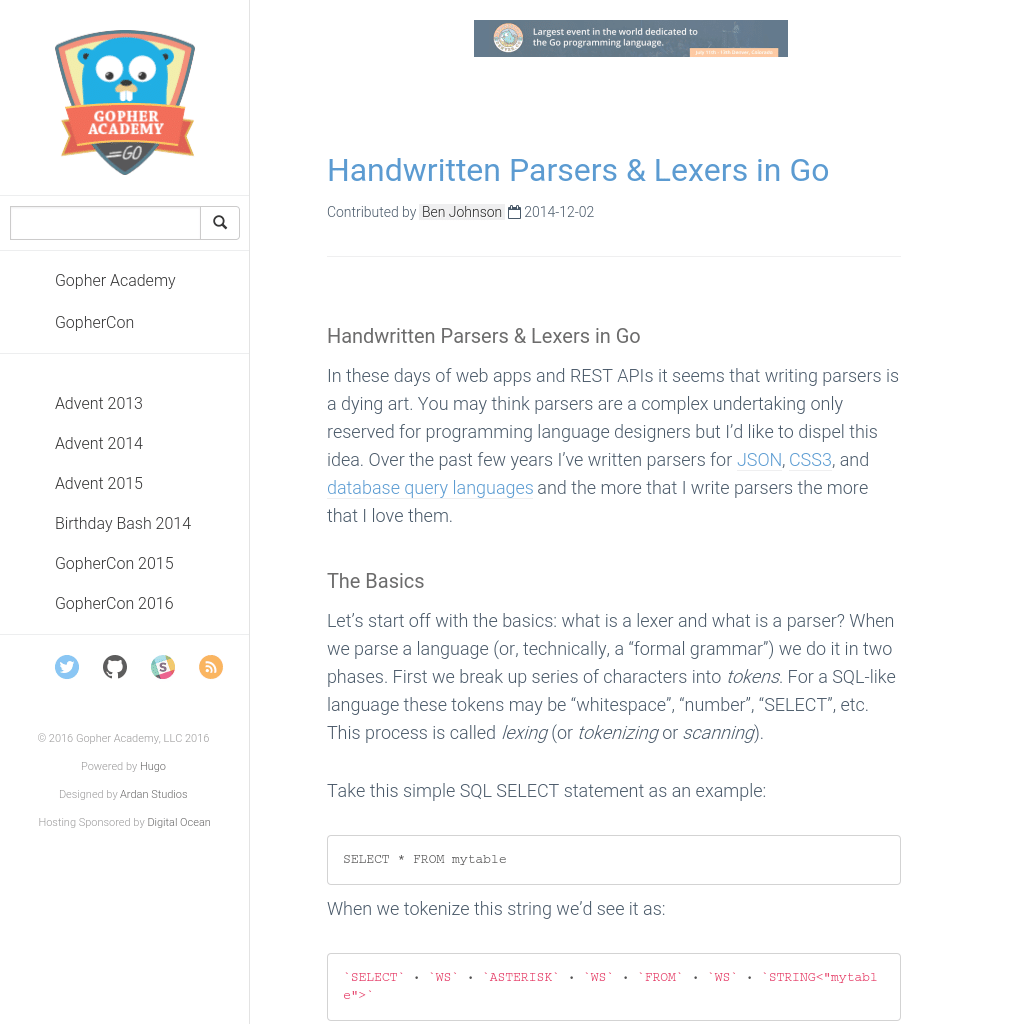 GOPHER
ACADEMY
=GO
Gopher Academy
GopherCon
Advent 2013
Advent 2014
Advent 2015
Birthday Bash 2014
GopherCon 2015
GopherCon 2016
S
© 2016 Gopher Academy, LLC 2016
Powered by Hugo
Designed by Ardan Studios
Hosting Sponsored by Digital Ocean
Largest event in the world dedicated to
the Go programming language.
Handwritten Parsers & Lexers in Go
Contributed by Ben Johnson 2014-12-02
Handwritten Parsers & Lexers in Go
In these days of web apps and REST APIs it seems that writing parsers is
a dying art. You may think parsers are a complex undertaking only
reserved for programming language designers but I’d like to dispel this
idea. Over the past few years I’ve written parsers for JSON, CSS3, and
database query languages and the more that I write parsers the more
that I love them.
The Basics
Let’s start off with the basics: what is a lexer and what is a parser? When
we parse a language (or, technically, a “formal grammar”) we do it in two
phases. First we break up series of characters into tokens. For a SQL-like
language these tokens may be “whitespace”, “number”, “SELECT”, etc.
This process is called lexing (or tokenizing or scanning).
Take this simple SQL SELECT statement as an example:
SELECT * FROM mytable
When we tokenize this string we’d see it as:
`SELECT` • `WS` • `ASTERISK` • `WS` • `FROM` • `WS` • `STRING<"mytabl
e">`